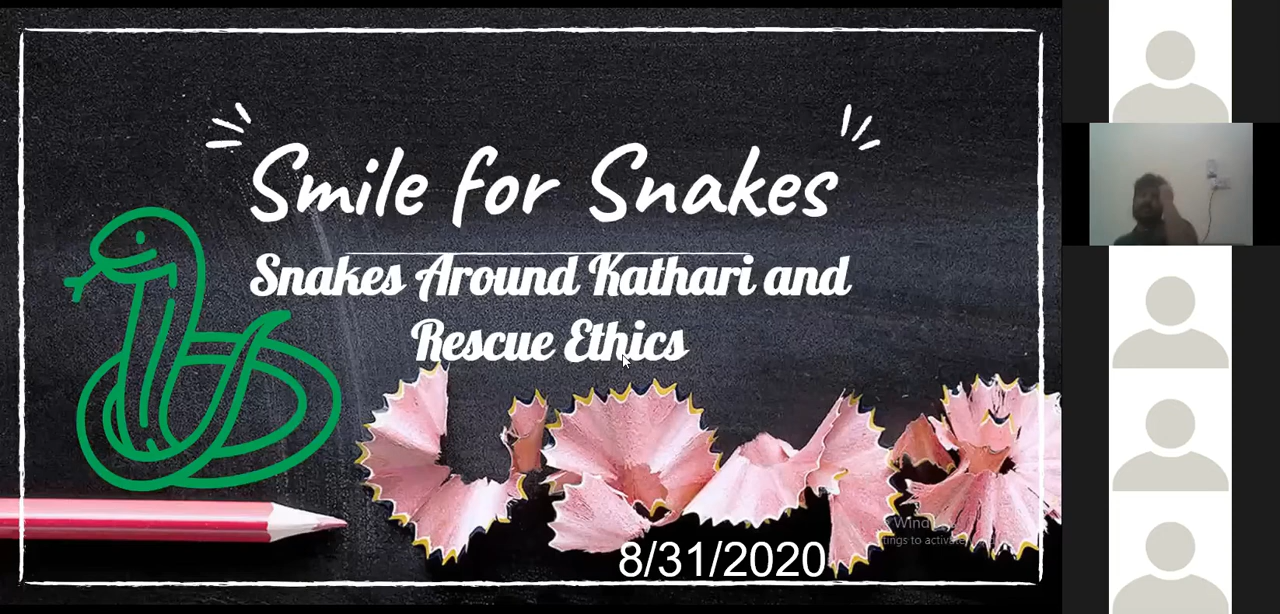 Smile for Snakes
Snakes Around Kathari and
Rescue Ethics
8/31/2020